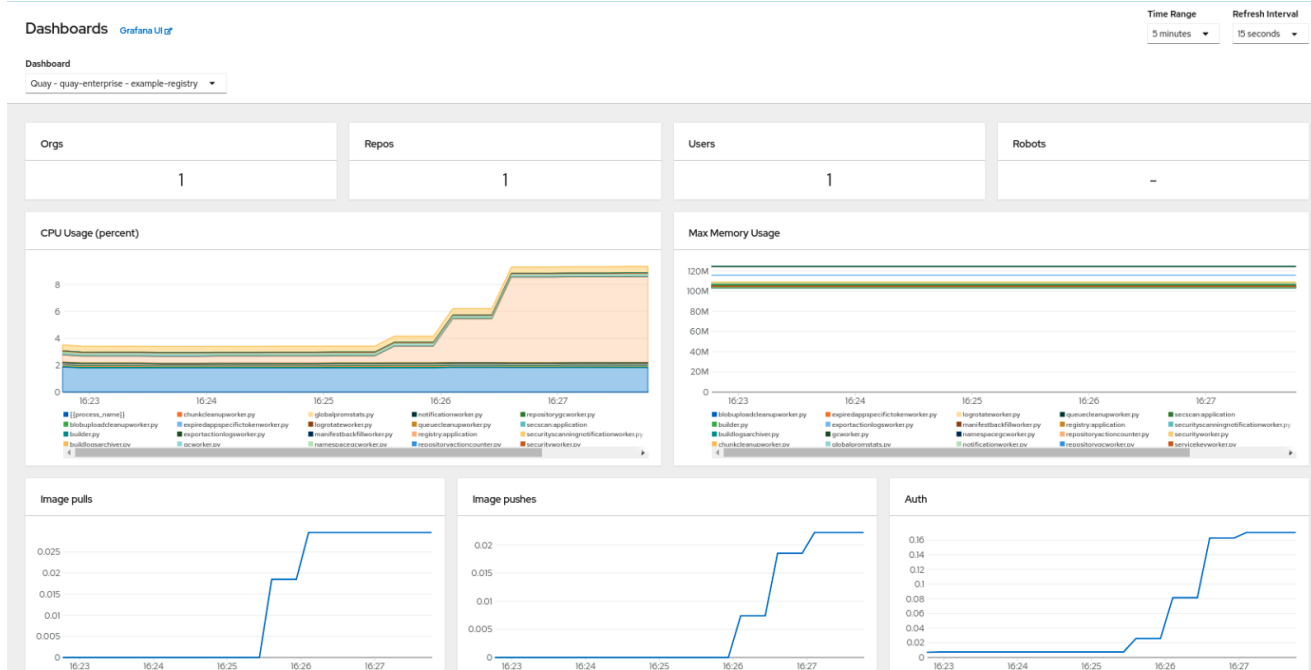 Dashboards Grafana UI
Time Range Refresh Interval
5 minutes 15 seconds
Dashboard
Quay - quay-enterprise - example-registry
Orgs
1
Repos
1
Users
1
Robots
-
CPU Usage (percent)
8
6
4
2
0
16:23 16:24 16:25 16:26 16:27
{{process_name}} chunkcleanupworker.py globalpromstats.py notificationworker.py repositorygcworker.py
blobuploadcleanupworker.py expiredappspecifictokenworker.py logrotateworker.py queuecleanupworker.py secscan:application
builder.py exportactionlogsworker.py manifestbackfillworker.py registry:application securityscanningnotificationworker.py
buildlogsarchiver.py gcworker.py namespacegcworker.py repositoryactioncounter.py securityworker.py
Max Memory Usage
120M
100M
80M
60M
40M
20M
0
16:23 16:24 16:25 16:26 16:27
blobuploadcleanupworker.py expiredappspecifictokenworker.py logrotateworker.py queuecleanupworker.py secscan:application
builder.py exportactionlogsworker.py manifestbackfillworker.py registry:application securityscanningnotificationworker.py
buildlogsarchiver.py gcworker.py namespacegcworker.py repositoryactioncounter.py securityworker.py
chunkcleanupworker.py globalpromstats.py notificationworker.py repositorygcworker.py servicekeyworker.py
Image pulls
0.025
0.02
0.015
0.01
0.005
0
16:23 16:24 16:25 16:26 16:27
Image pushes
0.02
0.015
0.01
0.005
0
16:23 16:24 16:25 16:26 16:27
Auth
0.16
0.14
0.12
0.1
0.08
0.06
0.04
0.02
0
16:23 16:24 16:25 16:26 16:27